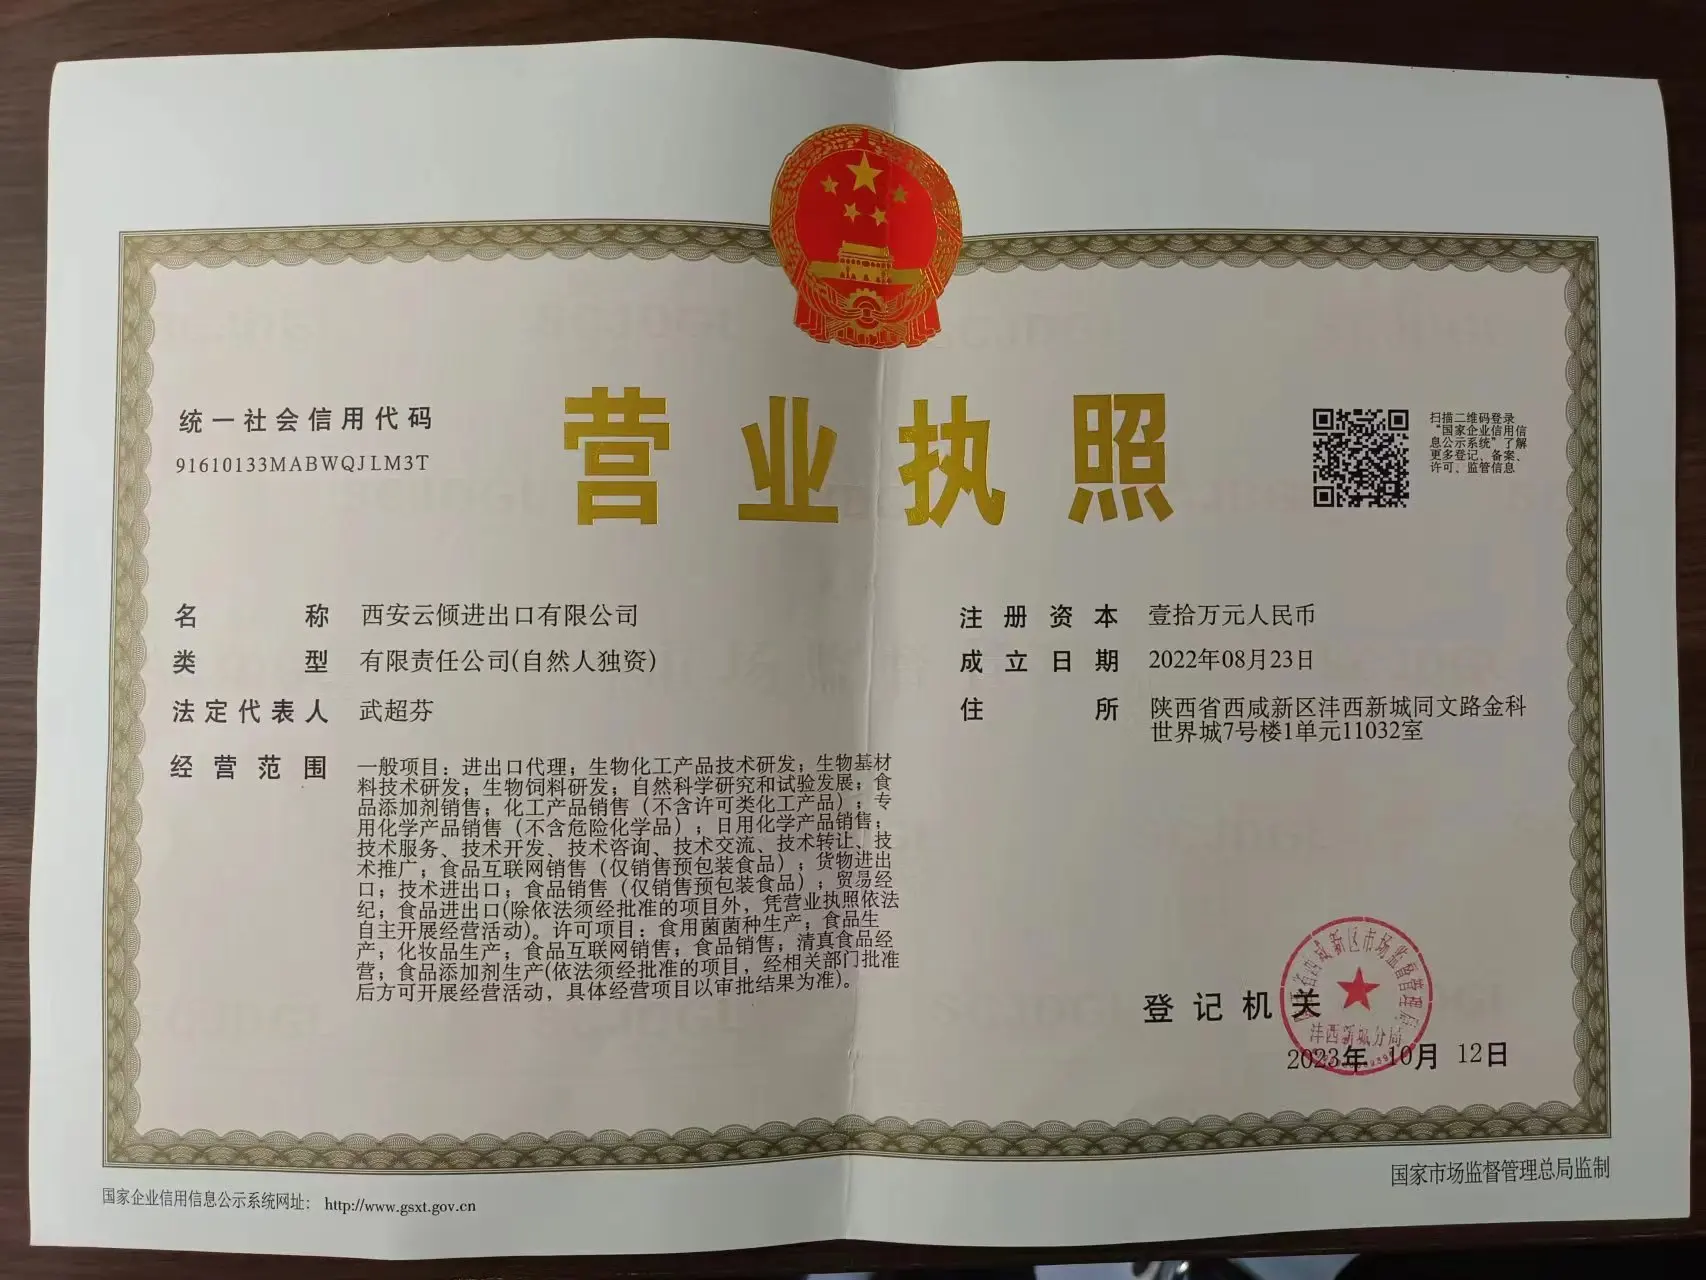 统一社会信用代码
91610133MABWQJLM3T
营业执照
扫描二维码登录
“国家企业信用信
息公示系统”了解
更多登记、备案、
许可、监管信息
名称 西安云倾进出口有限公司
类型 有限责任公司(自然人独资)
法定代表人 武超芬
经营范围 一般项目：进出口代理；生物化工产品技术研发；生物基材
料技术研发；生物饲料研发；自然科学研究和试验发展；食
品添加剂销售；化工产品销售（不含许可类化工产品）；专
用化学产品销售（不含危险化学品）；日用化学产品销售；
技术服务、技术开发、技术咨询、技术交流、技术转让、技
术推广；食品互联网销售（仅销售预包装食品）；货物进出
口；技术进出口；食品销售（仅销售预包装食品）；贸易经
纪；食品进出口(除依法须经批准的项目外，凭营业执照依法
自主开展经营活动)。许可项目：食用菌菌种生产；食品生
产；化妆品生产；食品互联网销售；食品销售；清真食品经
营；食品添加剂生产(依法须经批准的项目，经相关部门批准
后方可开展经营活动，具体经营项目以审批结果为准)。
注册资本 壹拾万元人民币
成立日期 2022年08月23日
住所 陕西省西咸新区沣西新城同文路金科
世界城7号楼1单元11032室
登记机关
西咸新区市场监督管理局
沣西新城分局
2023年 10月 12日
国家企业信用信息公示系统网址： http://www.gsxt.gov.cn
国家市场监督管理总局监制